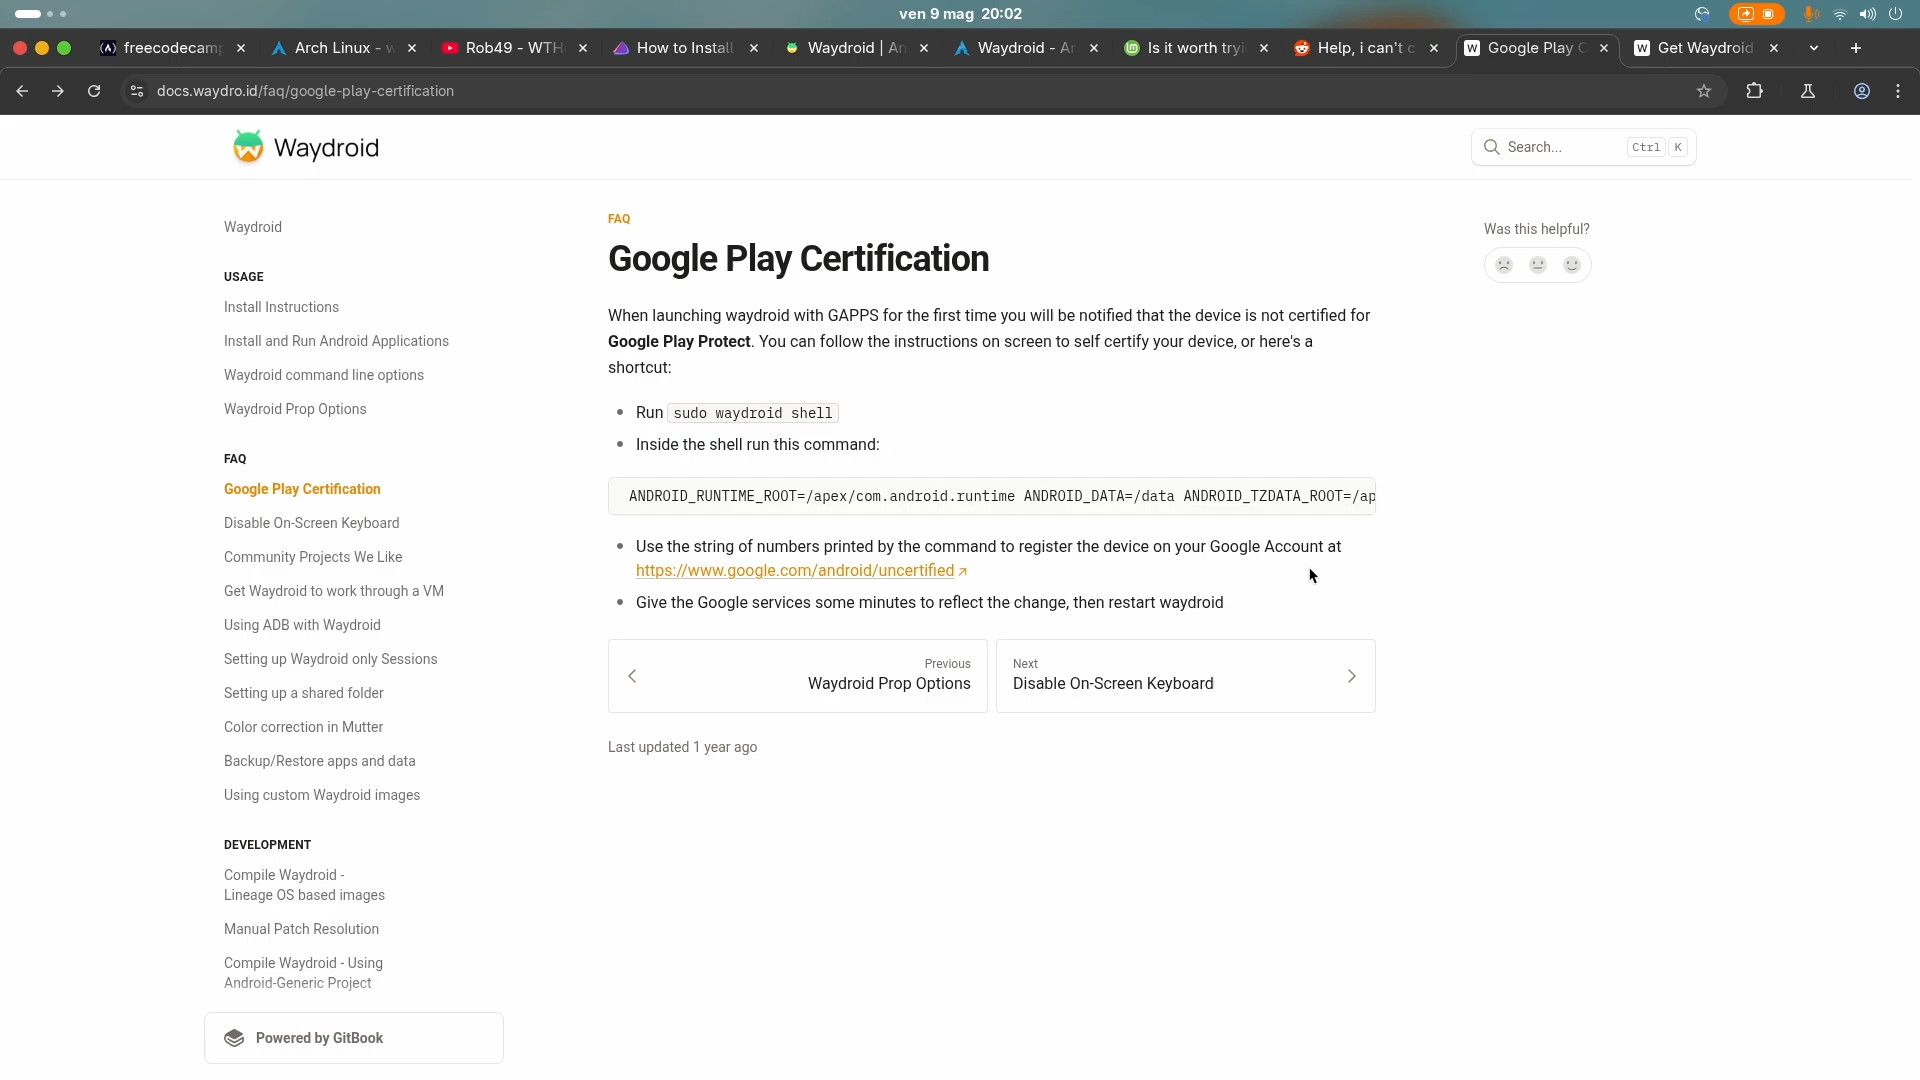 ven 9 mag 20:02
freecodecam
Arch Linux - w
Rob49 - WTH
How to Install
Waydroid | An
Waydroid - Ar
Is it worth tryi
Help, i can't c
Google Play C
Get Waydroid
docs.waydro.id/faq/google-play-certification
Waydroid
Search...
Ctrl K
Waydroid
USAGE
Install Instructions
Install and Run Android Applications
Waydroid command line options
Waydroid Prop Options
FAQ
Google Play Certification
Disable On-Screen Keyboard
Community Projects We Like
Get Waydroid to work through a VM
Using ADB with Waydroid
Setting up Waydroid only Sessions
Setting up a shared folder
Color correction in Mutter
Backup/Restore apps and data
Using custom Waydroid images
DEVELOPMENT
Compile Waydroid -
Lineage OS based images
Manual Patch Resolution
Compile Waydroid - Using
Android-Generic Project
Powered by GitBook
FAQ
Google Play Certification
When launching waydroid with GAPPS for the first time you will be notified that the device is not certified for
Google Play Protect. You can follow the instructions on screen to self certify your device, or here's a
shortcut:
Run sudo waydroid shell
Inside the shell run this command:
ANDROID_RUNTIME_ROOT=/apex/com.android.runtime ANDROID_DATA=/data ANDROID_TZDATA_ROOT=/ap
Use the string of numbers printed by the command to register the device on your Google Account at
https://www.google.com/android/uncertified
Give the Google services some minutes to reflect the change, then restart waydroid
Previous
Waydroid Prop Options
Next
Disable On-Screen Keyboard
Last updated 1 year ago
Was this helpful?